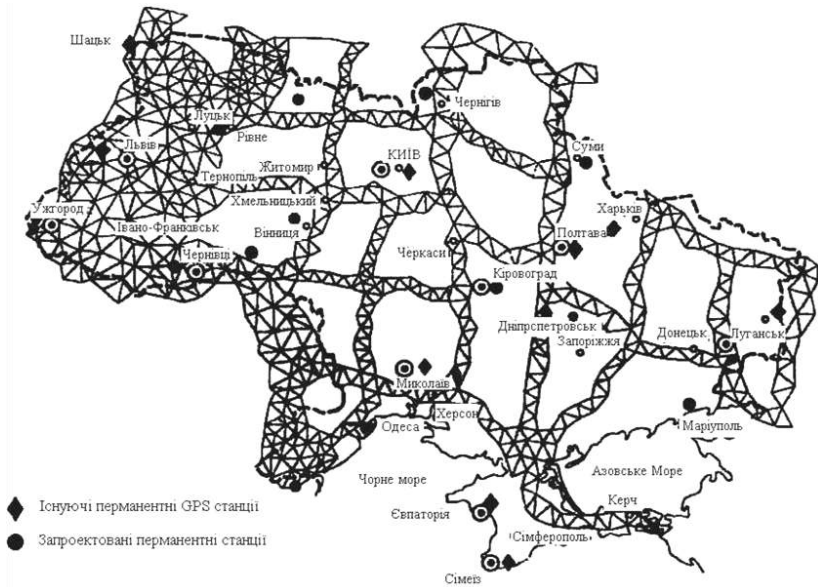 Шацьк
Чернігів
Луцьк
Рівне
Суми
Львів
КИЇВ
Житомир
Тернопіль
Хмельницький
Харьків
Ужгород
Івано-Франківськ
Вінниця
Полтава
Черкаси
Чернівці
Кіровоград
Дніпрспетровськ
Донецьк
Луганськ
Запоріжжя
Миколаїв
Херсон
Маріуполь
Одеса
Азовське Море
Чорне море
Існуючі перманентні GPS станції
Керч
Євпаторія
Запроектовані перманентні станції
Сімферополь
Сімеїз